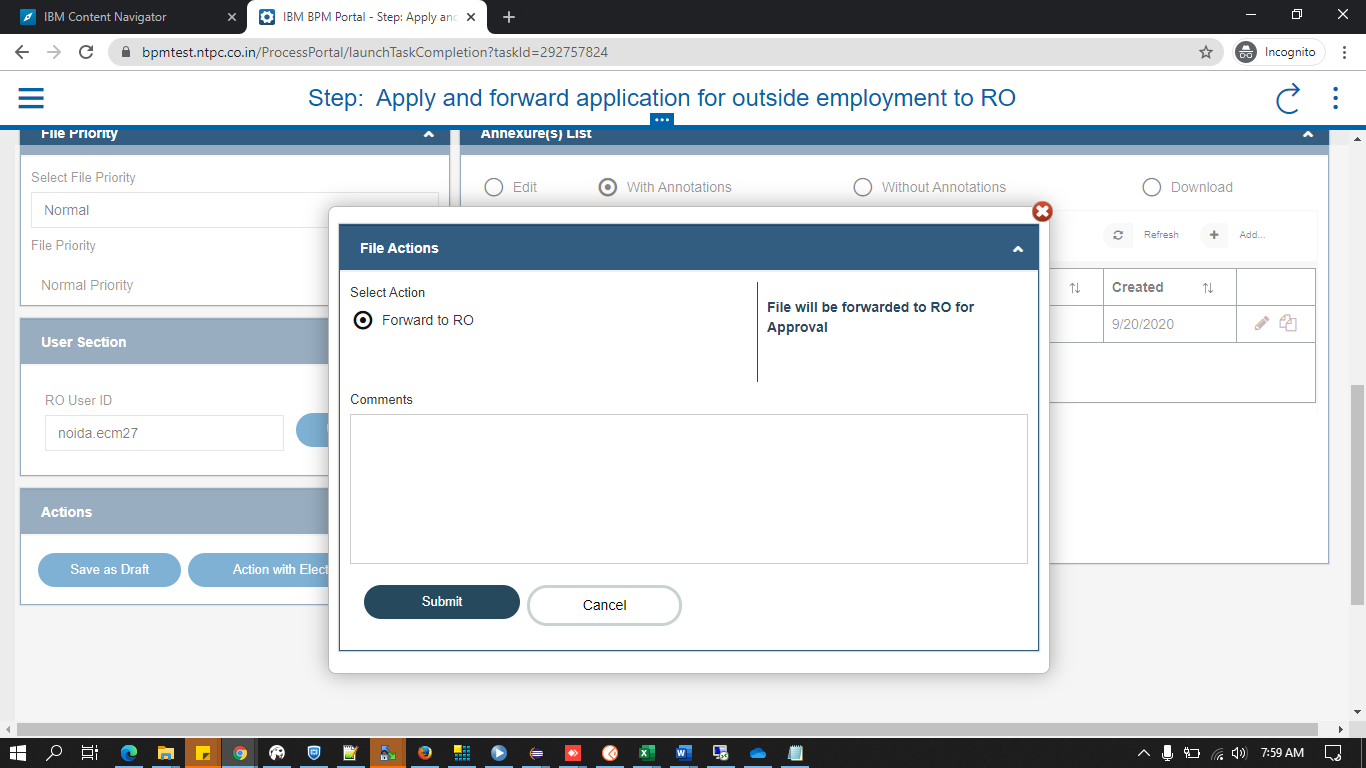 IBM Content Navigator
IBM BPM Portal - Step: Apply and
bpmtest.ntpc.co.in/ProcessPortal/launchTaskCompletion?taskId=292757824
Incognito
Step: Apply and forward application for outside employment to RO
File Priority
Annexure(s) List
Select File Priority
Edit
With Annotations
Without Annotations
Download
Normal
File Priority
Refresh
Add...
Normal Priority
Created
9/20/2020
User Section
RO User ID
noida.ecm27
Actions
Save as Draft
Action with Elect
File Actions
Select Action
Forward to RO
File will be forwarded to RO for
Approval
Comments
Submit
Cancel
7:59 AM